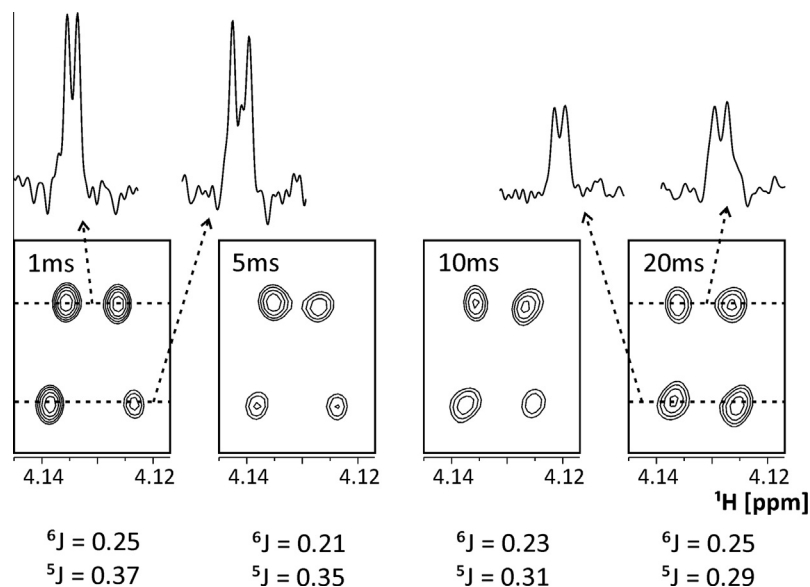 1ms 5ms 10ms 20ms
4.14 4.12 4.14 4.12 4.14 4.12 4.14 4.12
¹H [ppm]
⁶J = 0.25 ⁶J = 0.21 ⁶J = 0.23 ⁶J = 0.25
⁵J = 0.37 ⁵J = 0.35 ⁵J = 0.31 ⁵J = 0.29